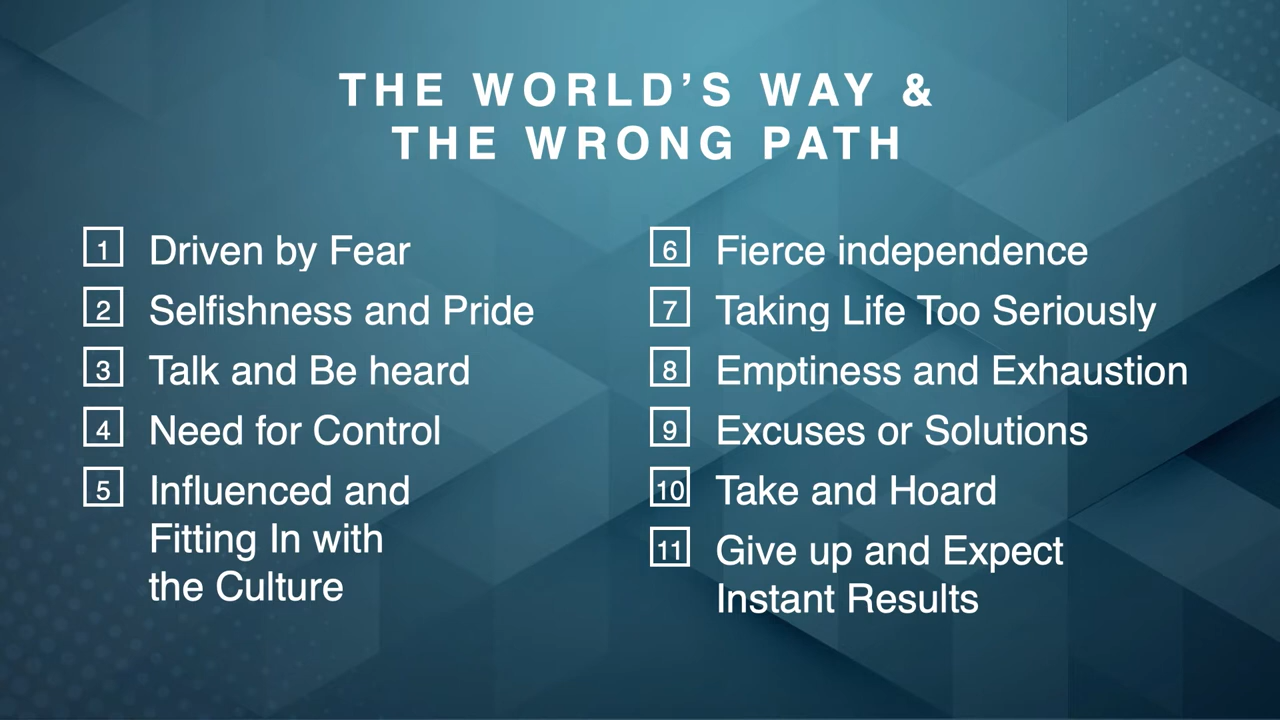 THE WORLD’S WAY &
THE WRONG PATH
1 Driven by Fear
2 Selfishness and Pride
3 Talk and Be heard
4 Need for Control
5 Influenced and
Fitting In with
the Culture
6 Fierce independence
7 Taking Life Too Seriously
8 Emptiness and Exhaustion
9 Excuses or Solutions
10 Take and Hoard
11 Give up and Expect
Instant Results